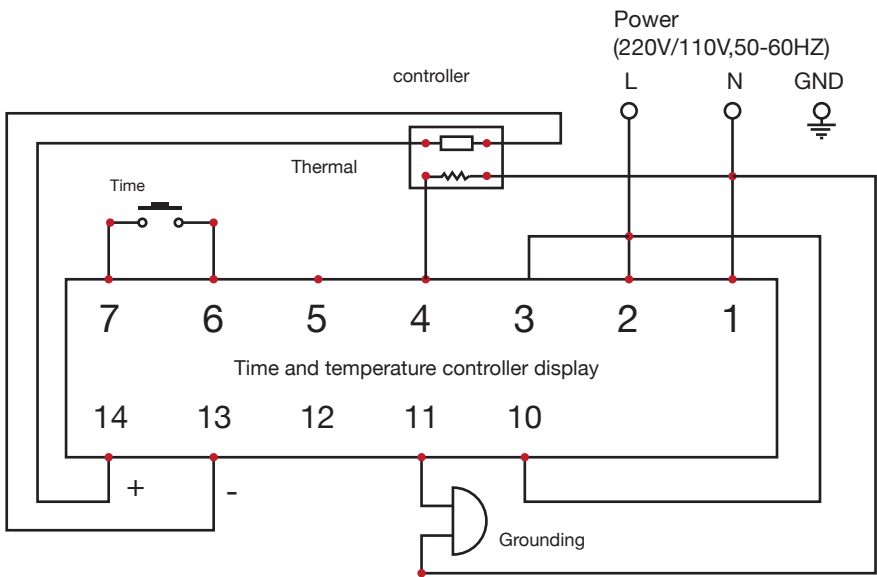 Power
(220V/110V,50-60HZ)
controller
L N GND
Thermal
Time
7 6 5 4 3 2 1
Time and temperature controller display
14 13 12 11 10
+ -
Grounding